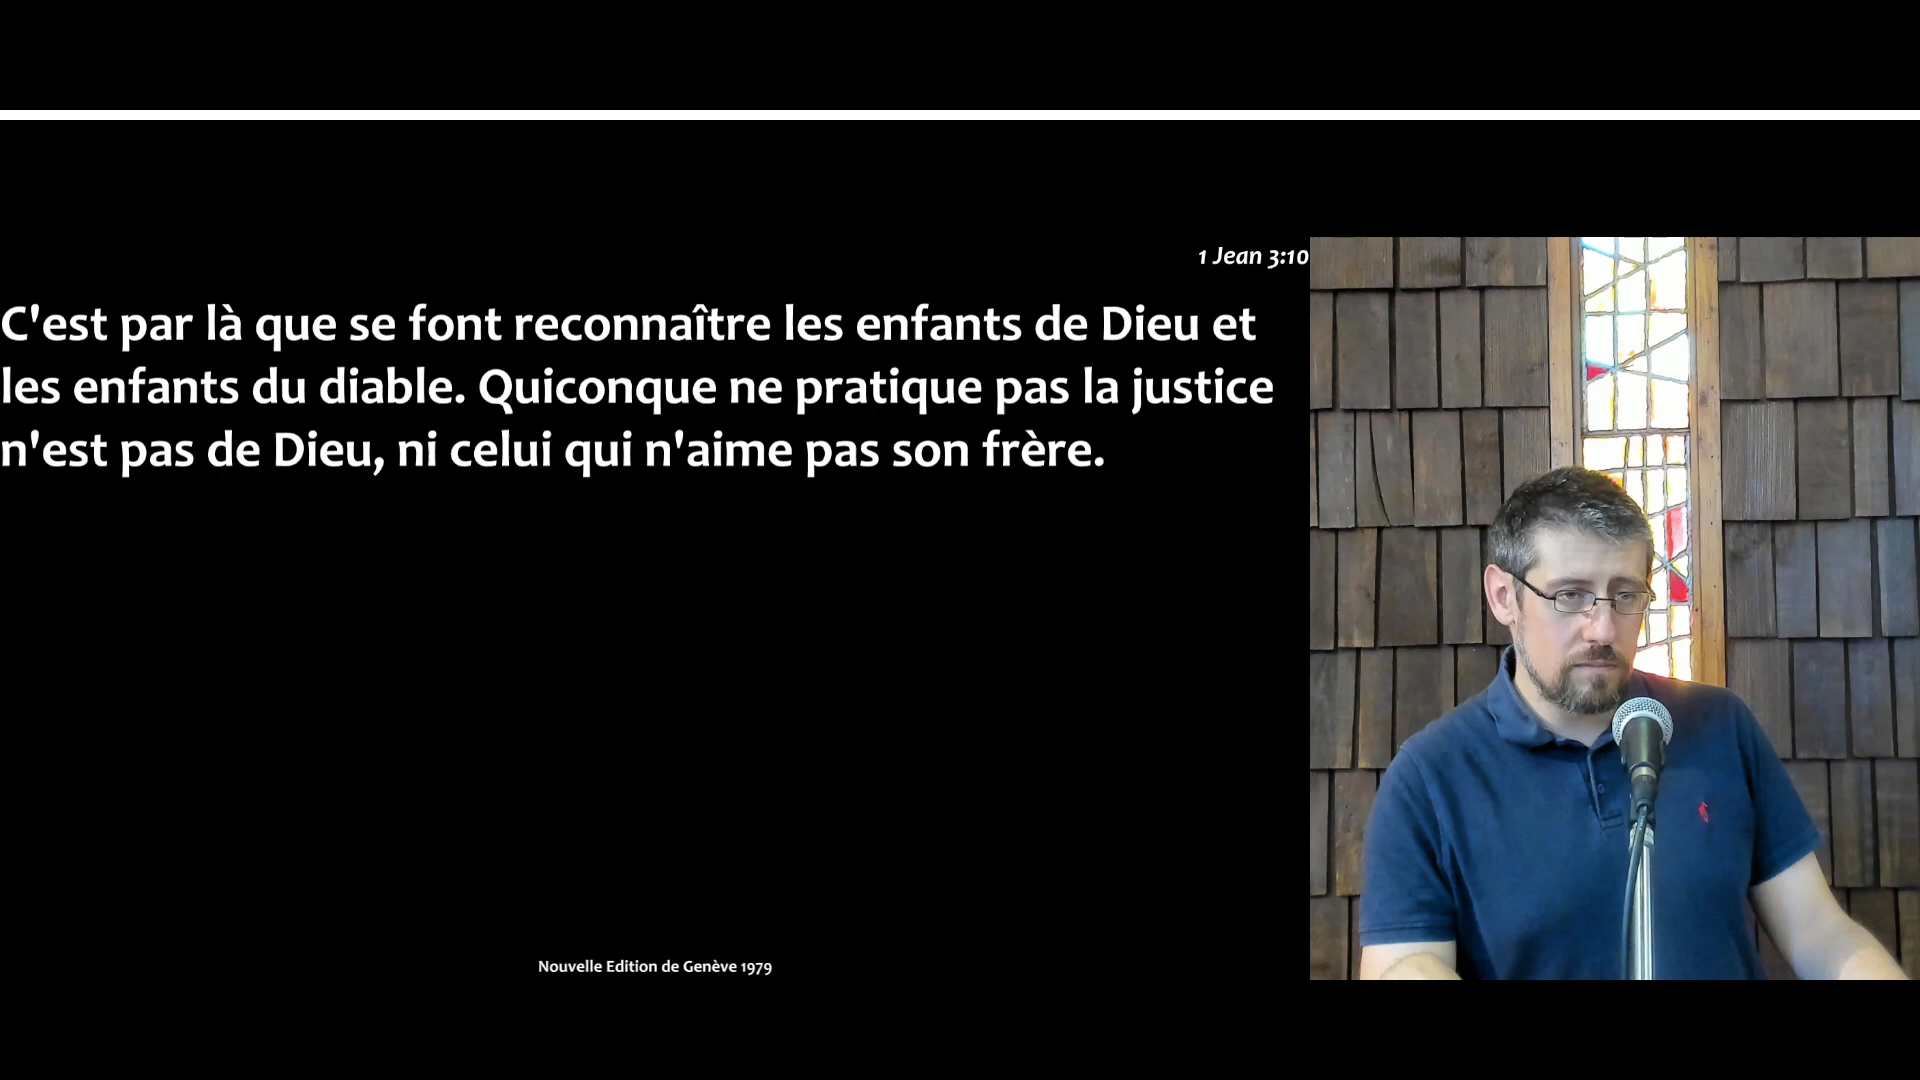 1 Jean 3:10
C'est par là que se font reconnaître les enfants de Dieu et
les enfants du diable. Quiconque ne pratique pas la justice
n'est pas de Dieu, ni celui qui n'aime pas son frère.
Nouvelle Edition de Genève 1979